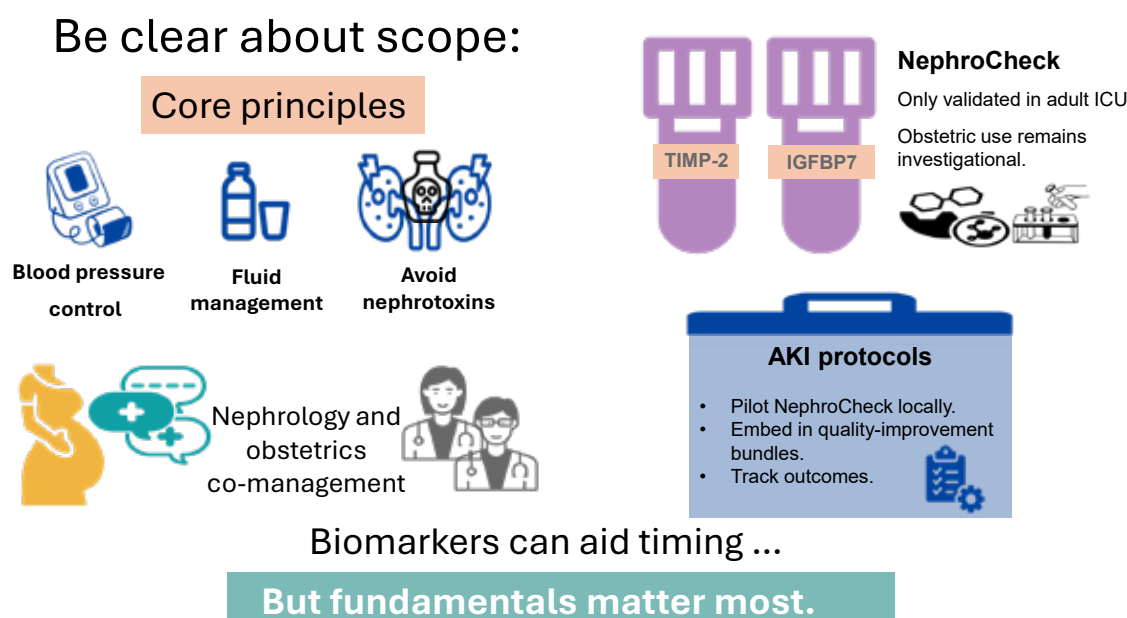 Be clear about scope:
Core principles
Blood pressure
control
Fluid
management
Avoid
nephrotoxins
Nephrology and
obstetrics
co-management
TIMP-2
IGFBP7
NephroCheck
Only validated in adult ICU
Obstetric use remains
investigational.
AKI protocols
• Pilot NephroCheck locally.
• Embed in quality-improvement
bundles.
• Track outcomes.
Biomarkers can aid timing ...
But fundamentals matter most.